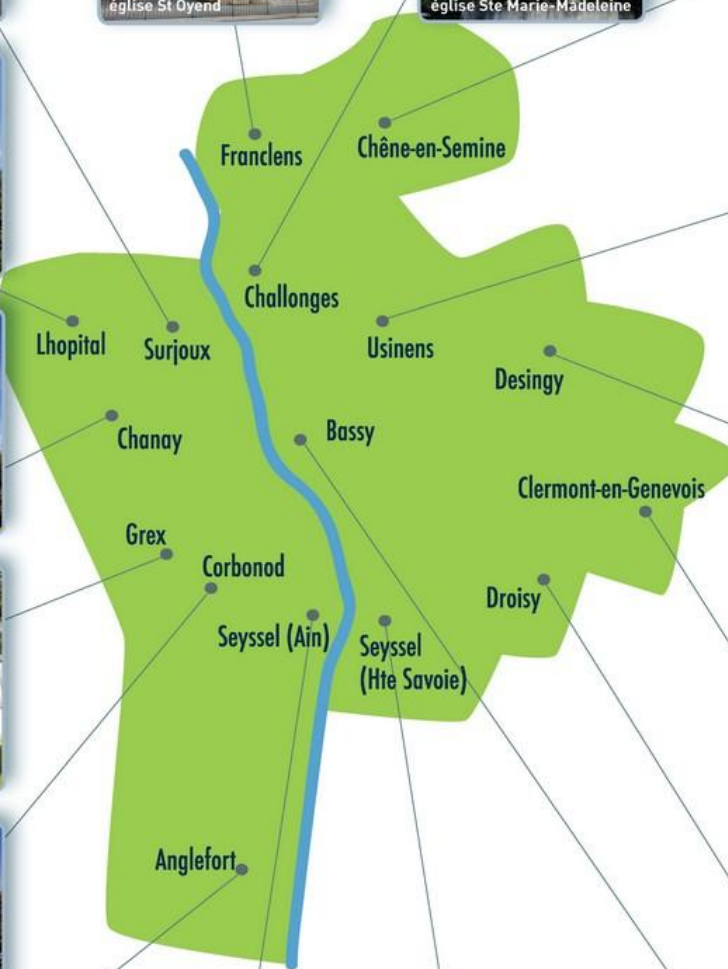 église St Oyend
église Ste Marie-Madeleine
Franclens
Chêne-en-Semine
Challonges
Lhopital
Surjoux
Usinens
Desingy
Chanay
Bassy
Clermont-en-Genevois
Grex
Corbonod
Droisy
Seyssel (Ain)
Seyssel
(Hte Savoie)
Anglefort